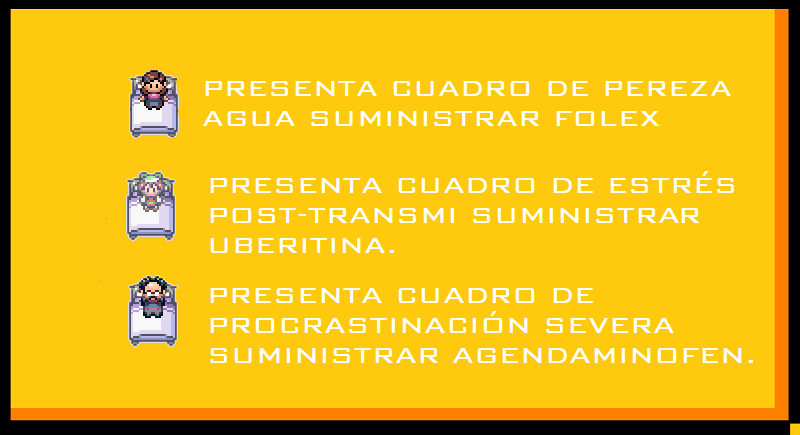 PRESENTA CUADRO DE PEREZA
AGUA SUMINISTRAR FOLEX
PRESENTA CUADRO DE ESTRÉS
POST-TRANSMI SUMINISTRAR
UBERITINA.
PRESENTA CUADRO DE
PROCRASTINACIÓN SEVERA
SUMINISTRAR AGENDAMINOFEN.